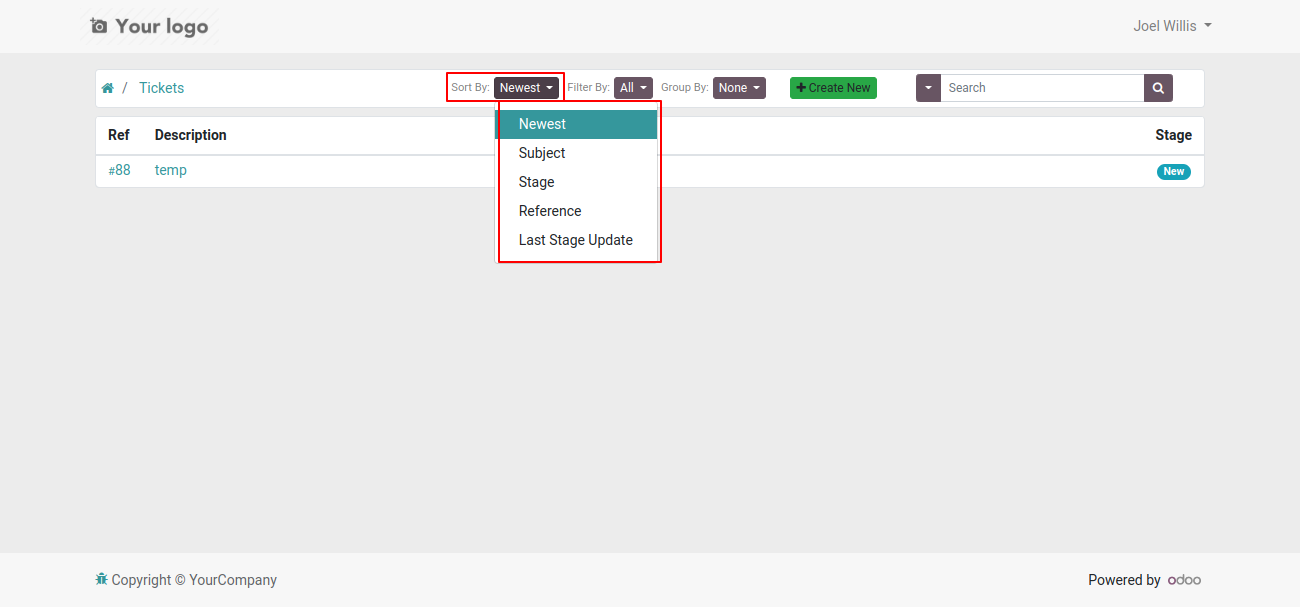 Your logo
Joel Willis
/ Tickets
Sort By: Newest Filter By: All Group By: None Create New Search
Newest
Subject
Stage
Reference
Last Stage Update
Ref Description Stage
#88 temp New
Copyright © YourCompany
Powered by odoo